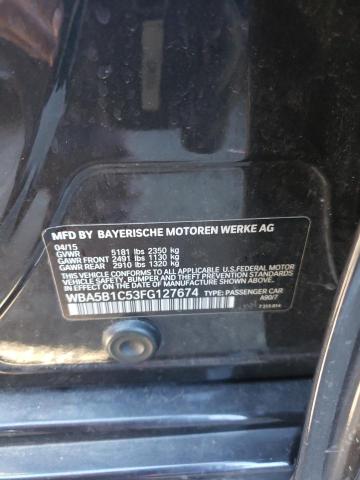 MFD BY BAYERISCHE MOTOREN WERKE AG
04/15
GVWR 5181 lbs 2350 kg
GAWR FRONT 2491 lbs 1130 kg
GAWR REAR 2910 lbs 1320 kg
THIS VEHICLE CONFORMS TO ALL APPLICABLE U.S. FEDERAL MOTOR
VEHICLE SAFETY, BUMPER, AND THEFT PREVENTION STANDARDS
IN EFFECT ON THE DATE OF MANUFACTURE SHOWN ABOVE.
WBA5B1C53FG127674 TYPE: PASSENGER CAR
A90/7